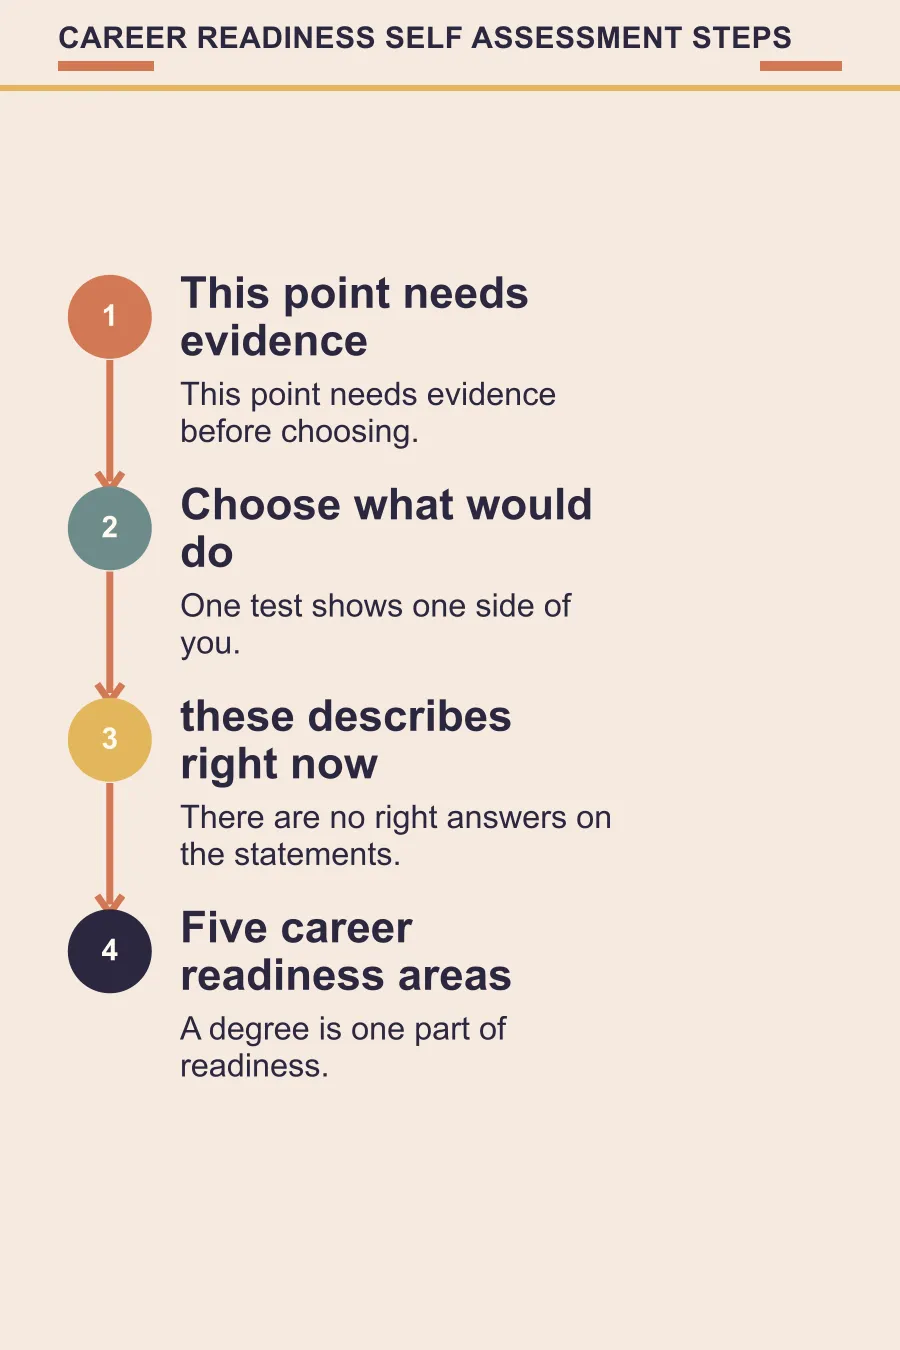 CAREER READINESS SELF ASSESSMENT STEPS
1
This point needs
evidence
This point needs evidence
before choosing.
2
Choose what would
do
One test shows one side of
you.
3
these describes
right now
There are no right answers on
the statements.
4
Five career
readiness areas
A degree is one part of
readiness.